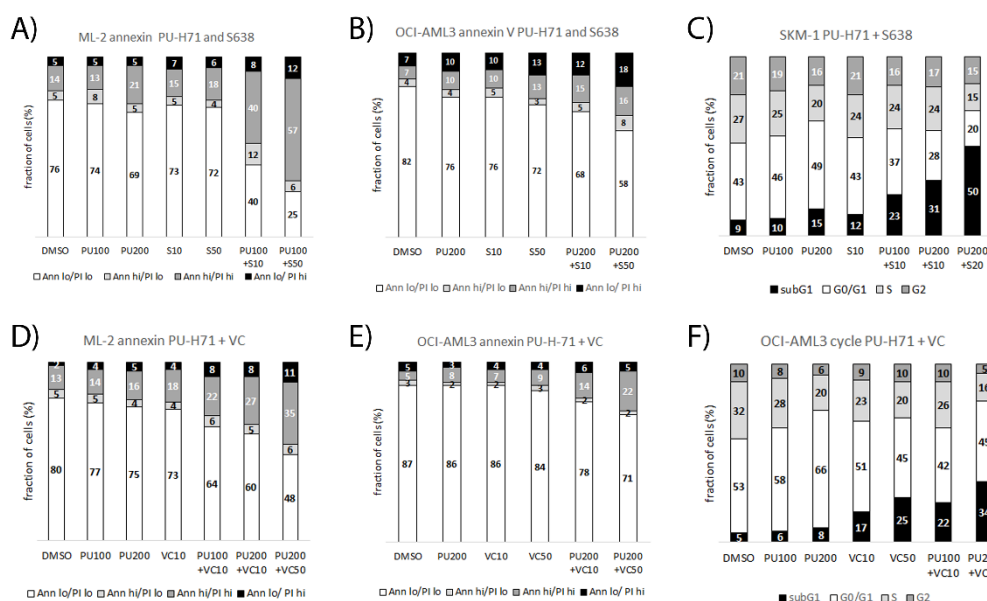 A)
ML-2 annexin PU-H71 and S638
fraction of cells (%)
5 5 5 7 6 8 12
14 13 21 15 18 40 57
5 8 5 5 4 12 6
76 74 69 73 72 40 25
DMSO PU100 PU200 S10 S50 PU100 PU100
+S10 +S50
Ann lo/PI lo Ann hi/PI lo Ann hi/PI hi Ann lo/ PI hi
B)
OCI-AML3 annexin V PU-H71 and S638
fraction of cells (%)
7 10 10 13 12 18
7 10 10 13 15 16
4 4 5 3 5 8
82 76 76 72 68 58
DMSO PU200 S10 S50 PU200 PU200
+S10 +S50
Ann lo/PI lo Ann hi/PI lo Ann hi/PI hi Ann lo/ PI hi
C)
SKM-1 PU-H71 + S638
fraction of cells (%)
21 19 16 21 16 17 15
27 25 20 24 24 24 15
43 46 49 43 37 28 20
9 10 15 12 23 31 50
DMSO PU100 PU200 S10 PU100 PU200 PU200
+S10 +S10 +S20
subG1 G0/G1 S G2
D)
ML-2 annexin PU-H71 + VC
fraction of cells (%)
2 4 5 4 8 8 11
13 14 16 18 22 27 35
5 5 4 4 6 5 6
80 77 75 73 64 60 48
DMSO PU100 PU200 VC10 PU100 PU200 PU200
+VC10 +VC10 +VC50
Ann lo/PI lo Ann hi/PI lo Ann hi/PI hi Ann lo/ PI hi
E)
OCI-AML3 annexin PU-H-71 + VC
fraction of cells (%)
5 3 4 4 6 5
5 8 7 9 14 22
3 2 2 3 2 2
87 86 86 84 78 71
DMSO PU200 VC10 VC50 PU200 PU200
+VC10 +VC50
Ann lo/PI lo Ann hi/PI lo Ann hi/PI hi Ann lo/ PI hi
F)
OCI-AML3 cycle PU-H71 + VC
fraction of cells (%)
10 8 6 9 10 10 5
32 28 20 23 20 26 16
53 58 66 51 45 42 45
5 6 8 17 25 22 34
DMSO PU100 PU200 VC10 VC50 PU100
+VC10
subG1 G0/G1 S G2